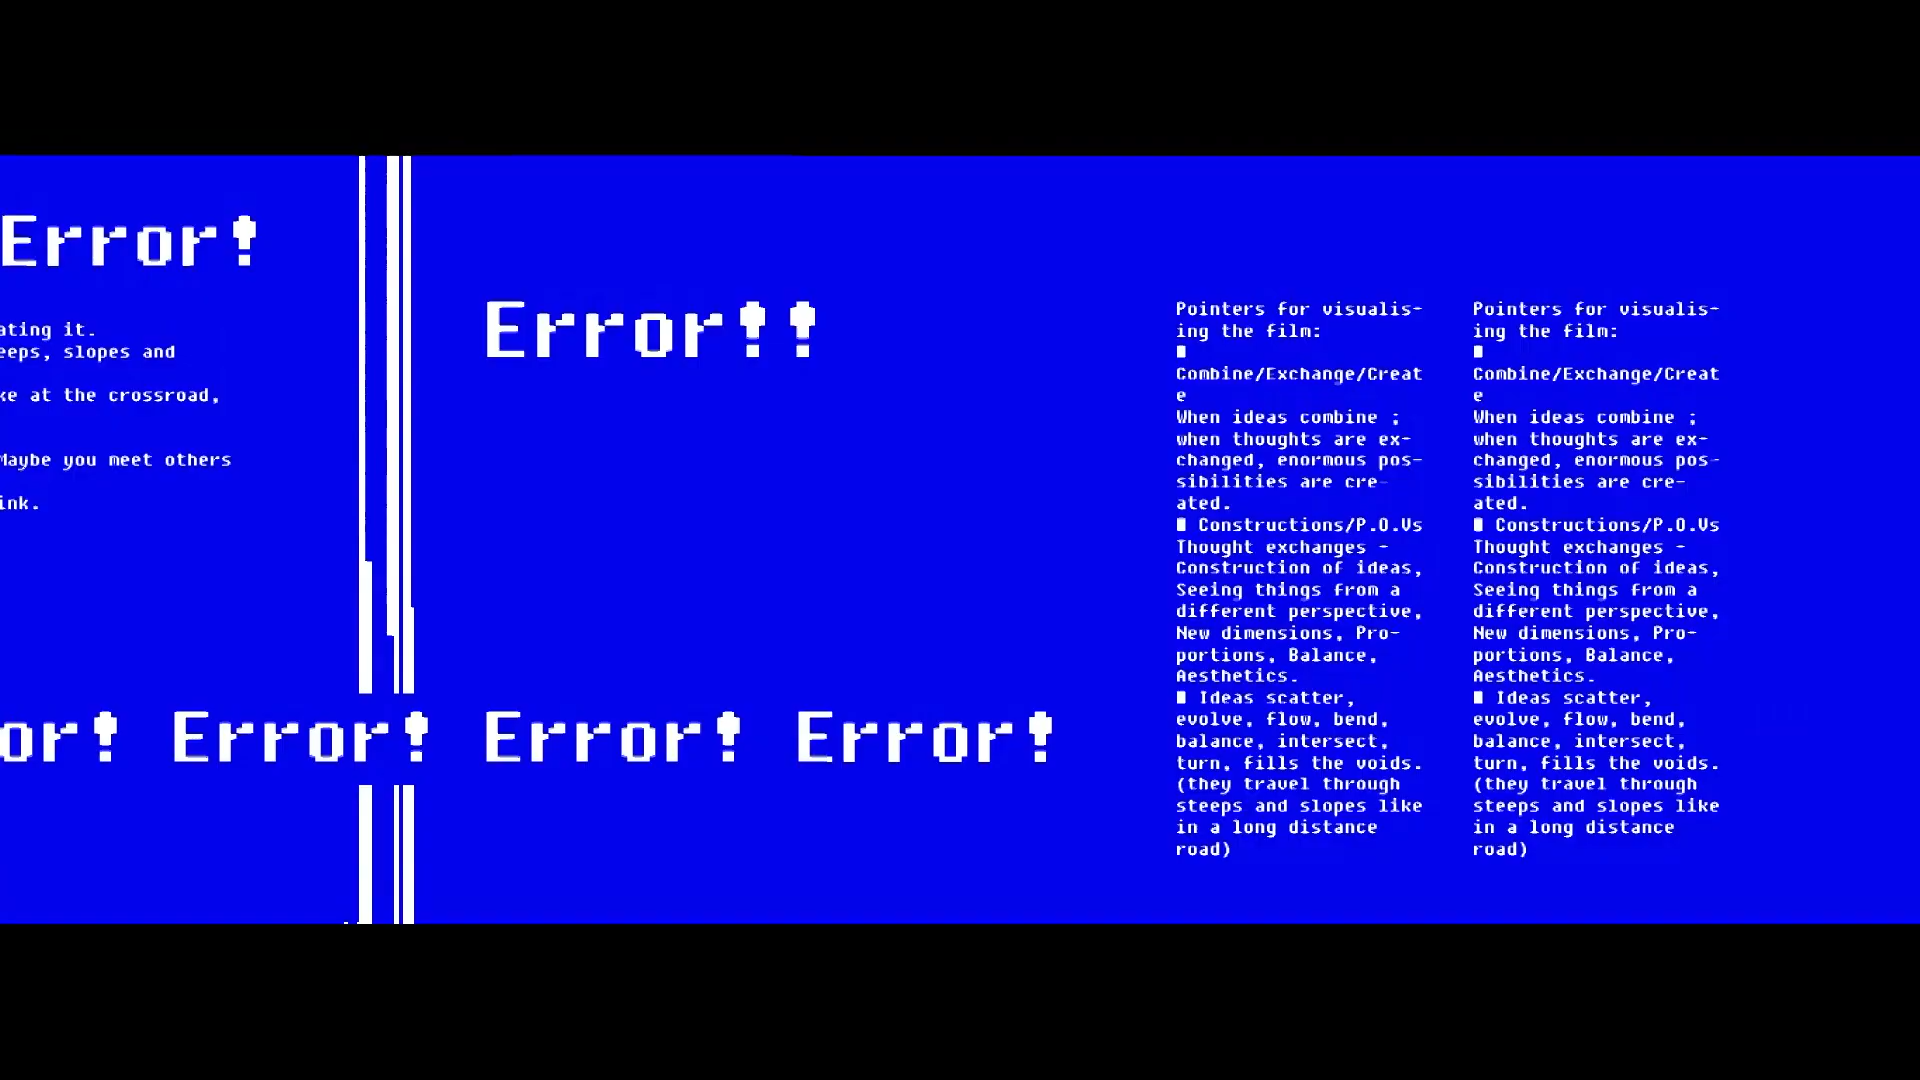 Error!
ating it.
eeps, slopes and
ke at the crossroad,
Maybe you meet others
ink.
Error!!
or! Error! Error! Error!
Pointers for visualis-
ing the film:
Combine/Exchange/Creat
e
When ideas combine ;
when thoughts are ex-
changed, enormous pos-
sibilities are cre-
ated.
Constructions/P.O.Vs
Thought exchanges -
Construction of ideas,
Seeing things from a
different perspective,
New dimensions, Pro-
portions, Balance,
Aesthetics.
Ideas scatter,
evolve, flow, bend,
balance, intersect,
turn, fills the voids.
(they travel through
steeps and slopes like
in a long distance
road)
Pointers for visualis-
ing the film:
Combine/Exchange/Creat
e
When ideas combine ;
when thoughts are ex-
changed, enormous pos-
sibilities are cre-
ated.
Constructions/P.O.Vs
Thought exchanges -
Construction of ideas,
Seeing things from a
different perspective,
New dimensions, Pro-
portions, Balance,
Aesthetics.
Ideas scatter,
evolve, flow, bend,
balance, intersect,
turn, fills the voids.
(they travel through
steeps and slopes like
in a long distance
road)